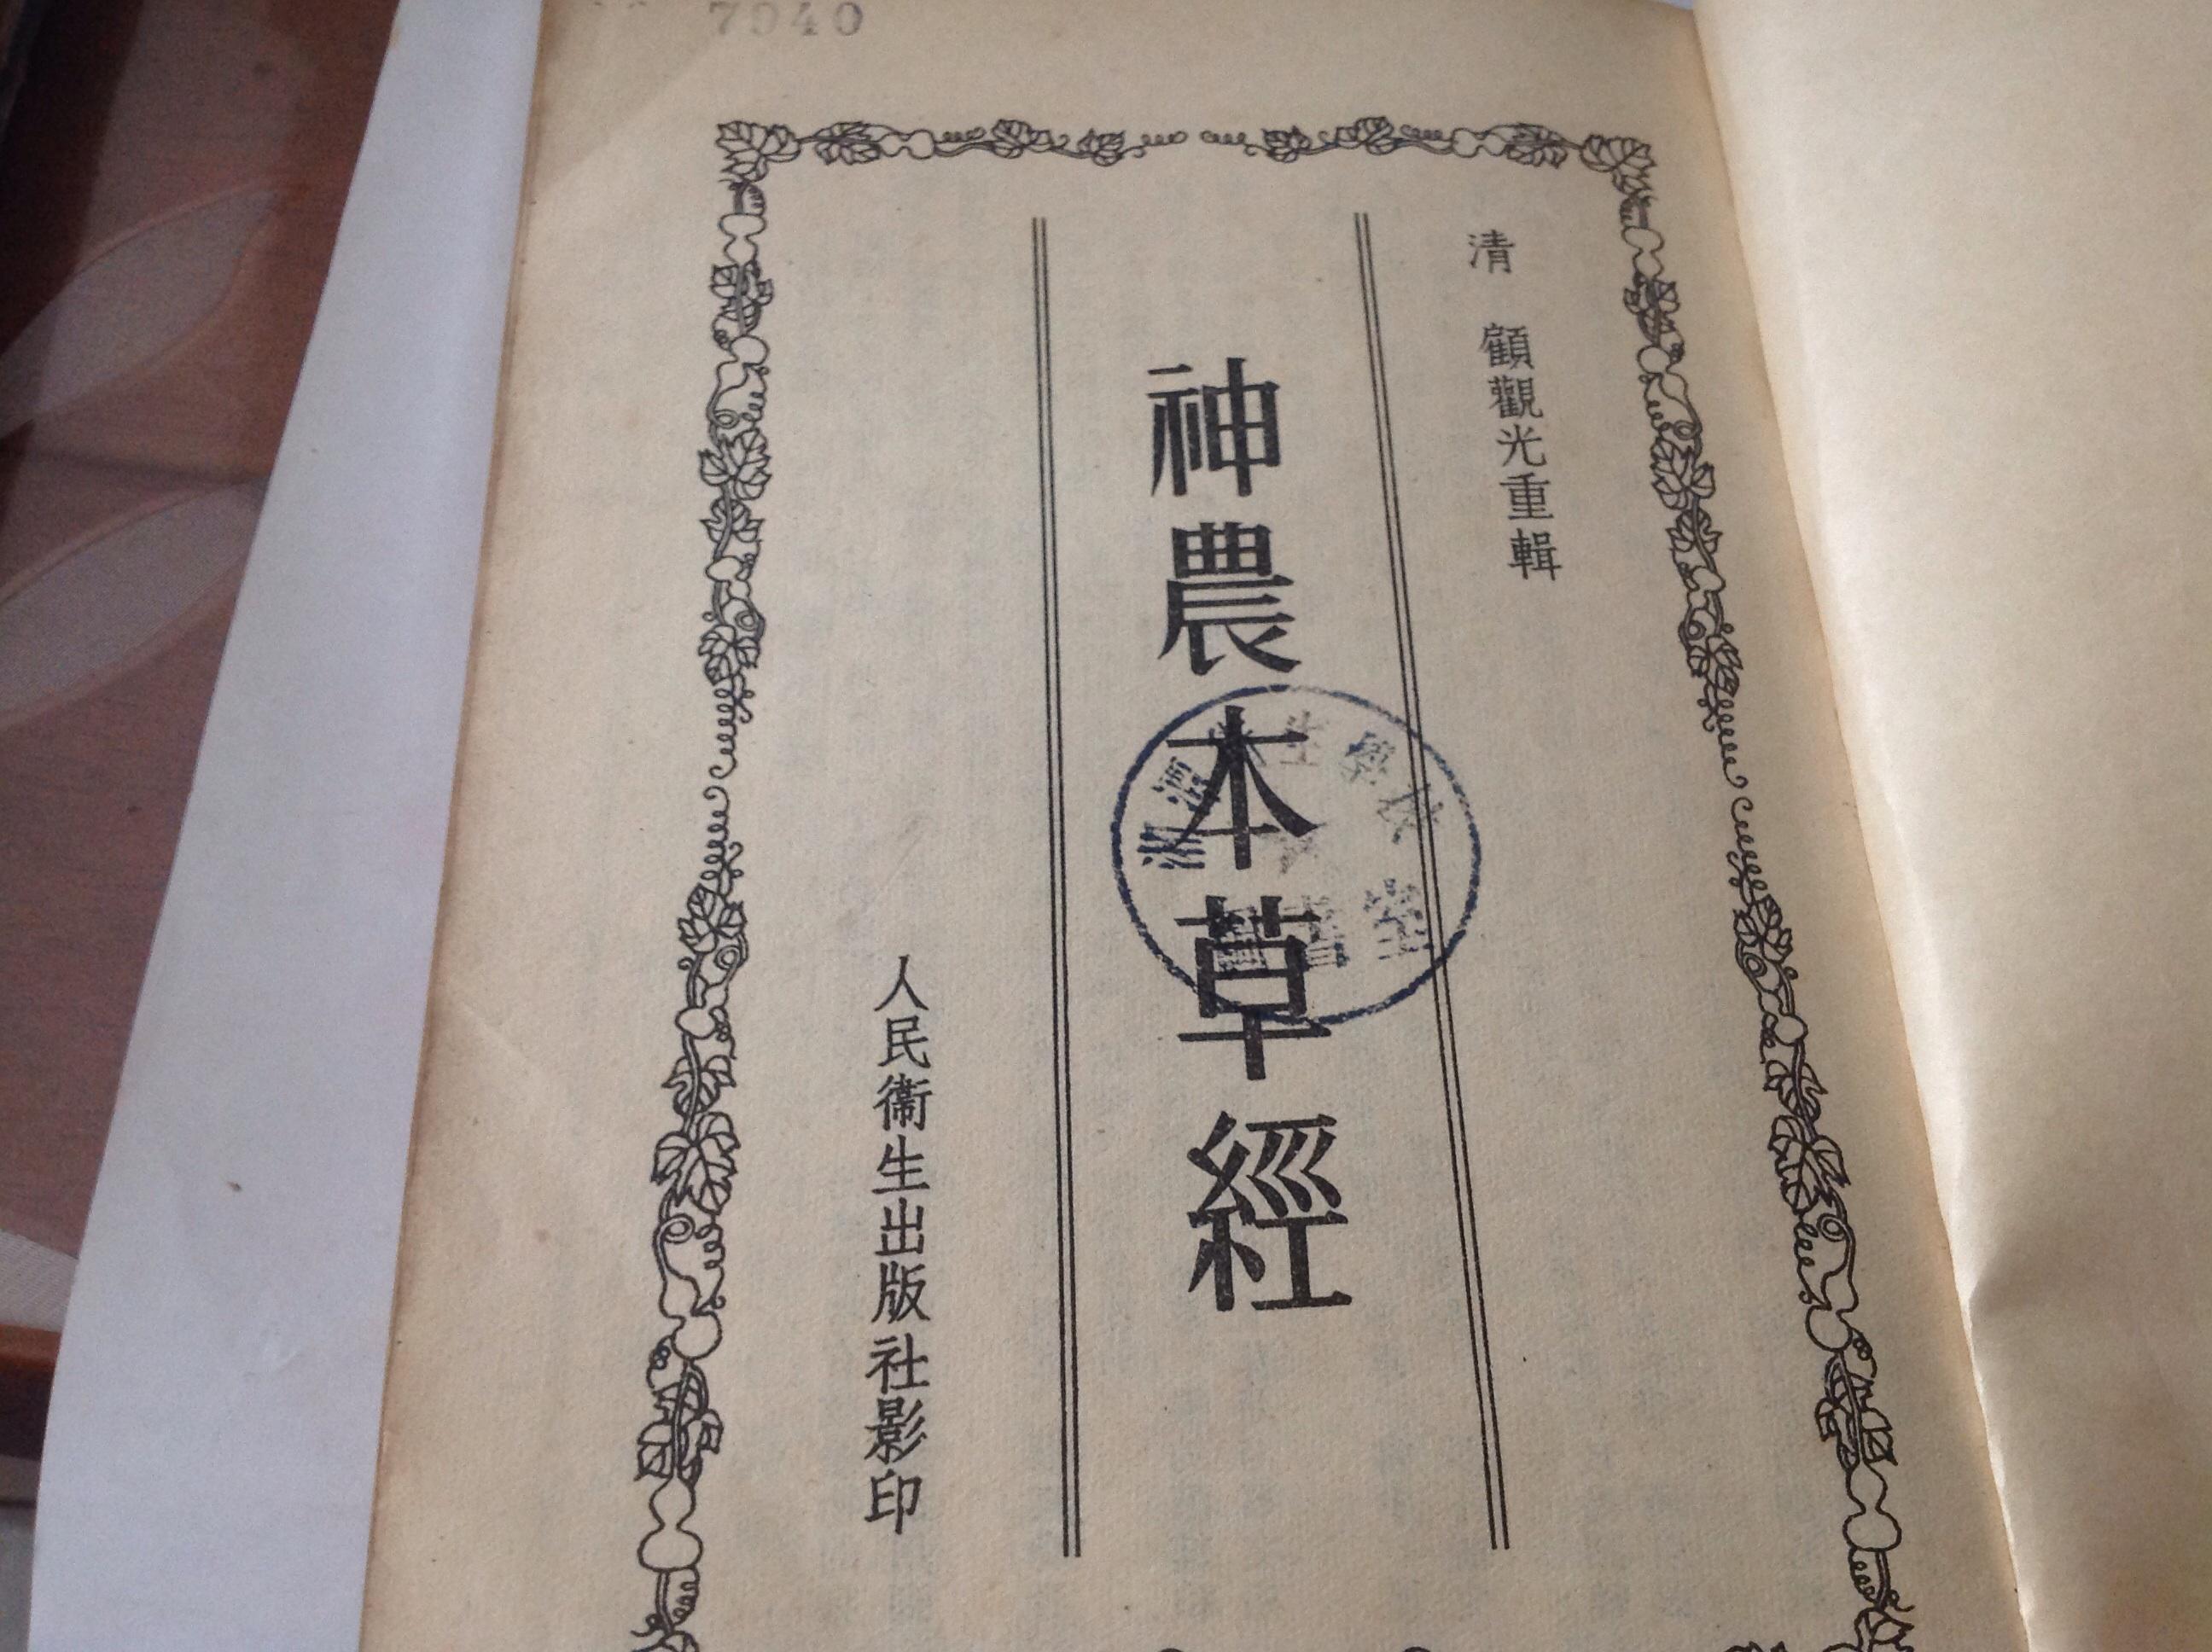 7940
清 顧觀光重輯
神農本草經
人民衞生出版社影印